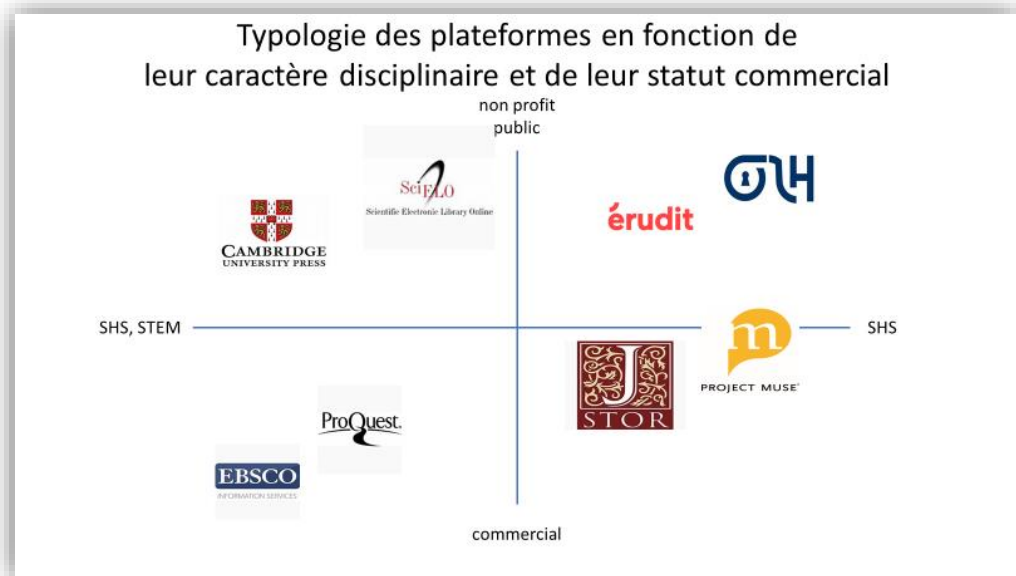 Typologie des plateformes en fonction de
leur caractère disciplinaire et de leur statut commercial
non profit
public
SciELO
Scientific Electronic Library Online
OLH
érudit
CAMBRIDGE
UNIVERSITY PRESS
SHS, STEM
SHS
m
PROJECT MUSE®
J
STOR
ProQuest.
EBSCO
INFORMATION SERVICES
commercial